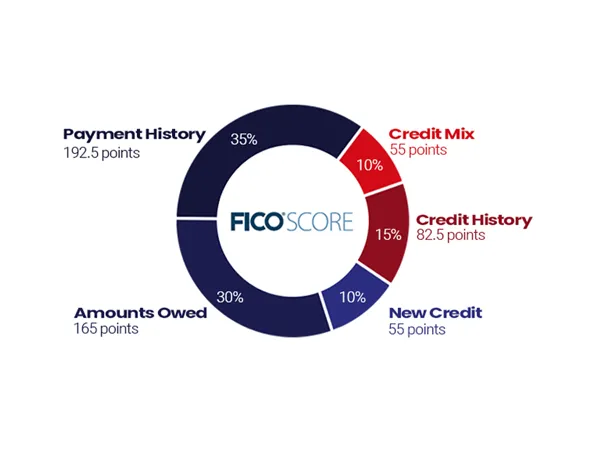 Payment History
192.5 points
35%
Credit Mix
55 points
10%
Credit History
82.5 points
15%
FICO® SCORE
Amounts Owed
165 points
30%
New Credit
55 points
10%